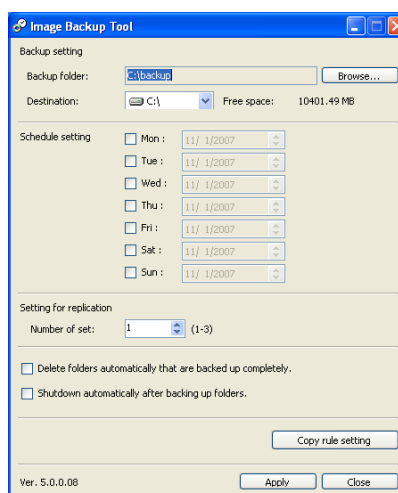 Image Backup Tool
Backup setting
Backup folder: C:\backup Browse...
Destination: C:\ Free space: 10401.49 MB
Schedule setting Mon : 11/ 1/2007
Tue : 11/ 1/2007
Wed : 11/ 1/2007
Thu : 11/ 1/2007
Fri : 11/ 1/2007
Sat : 11/ 1/2007
Sun : 11/ 1/2007
Setting for replication
Number of set: 1 (1-3)
Delete folders automatically that are backed up completely.
Shutdown automatically after backing up folders.
Copy rule setting
Ver. 5.0.0.08 Apply Close